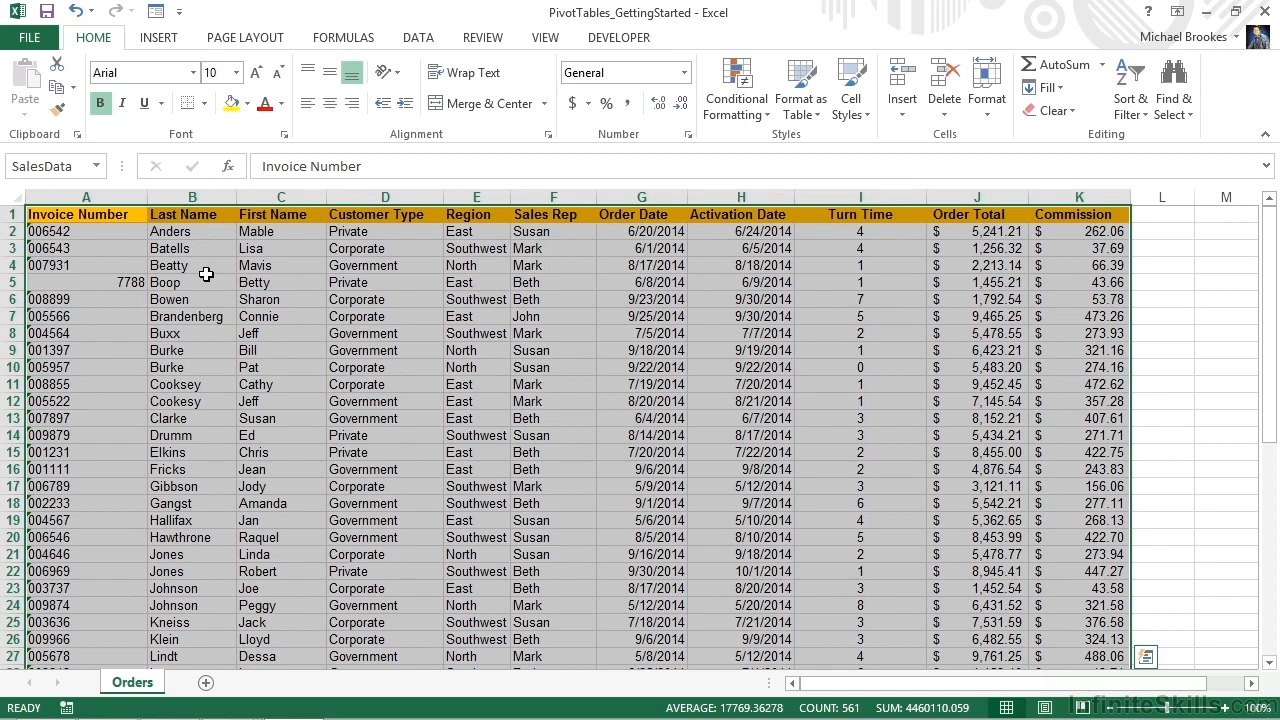 PivotTables_GettingStarted - Excel
FILE HOME INSERT PAGE LAYOUT FORMULAS DATA REVIEW VIEW DEVELOPER Michael Brookes
Paste
Arial 10
B I U
Wrap Text
Merge & Center
General
$ % ,
Conditional Formatting
Format as Table
Cell Styles
Insert Delete Format
AutoSum
Fill
Clear
Sort & Filter
Find & Select
Clipboard Font Alignment Number Styles Cells Editing
SalesData fx Invoice Number
A B C D E F G H I J K L M
1 Invoice Number Last Name First Name Customer Type Region Sales Rep Order Date Activation Date Turn Time Order Total Commission
2 006542 Anders Mable Private East Susan 6/20/2014 6/24/2014 4 $ 5,241.21 $ 262.06
3 006543 Batells Lisa Corporate Southwest Mark 6/1/2014 6/5/2014 4 $ 1,256.32 $ 37.69
4 007931 Beatty Mavis Government North Mark 8/17/2014 8/18/2014 1 $ 2,213.14 $ 66.39
5 7788 Boop Betty Private East Beth 6/8/2014 6/9/2014 1 $ 1,455.21 $ 43.66
6 008899 Bowen Sharon Corporate Southwest Beth 9/23/2014 9/30/2014 7 $ 1,792.54 $ 53.78
7 005566 Brandenberg Connie Corporate East John 9/25/2014 9/30/2014 5 $ 9,465.25 $ 473.26
8 004564 Buxx Jeff Government Southwest Mark 7/5/2014 7/7/2014 2 $ 5,478.55 $ 273.93
9 001397 Burke Bill Government North Susan 9/18/2014 9/19/2014 1 $ 6,423.21 $ 321.16
10 005957 Burke Pat Corporate North Susan 9/22/2014 9/22/2014 0 $ 5,483.20 $ 274.16
11 008855 Cooksey Cathy Corporate East Mark 7/19/2014 7/20/2014 1 $ 9,452.45 $ 472.62
12 005522 Cookesy Jeff Government East Mark 8/20/2014 8/21/2014 1 $ 7,145.54 $ 357.28
13 007897 Clarke Susan Government East Beth 6/4/2014 6/7/2014 3 $ 8,152.21 $ 407.61
14 009879 Drumm Ed Private Southwest Susan 8/14/2014 8/17/2014 3 $ 5,434.21 $ 271.71
15 001231 Elkins Chris Private East Beth 7/20/2014 7/22/2014 2 $ 8,455.00 $ 422.75
16 001111 Fricks Jean Government East Beth 9/6/2014 9/8/2014 2 $ 4,876.54 $ 243.83
17 006789 Gibbson Jody Corporate Southwest Mark 5/9/2014 5/12/2014 3 $ 3,121.11 $ 156.06
18 002233 Gangst Amanda Government Southwest Beth 9/1/2014 9/7/2014 6 $ 5,542.21 $ 277.11
19 004567 Hallifax Jan Government East Susan 5/6/2014 5/10/2014 4 $ 5,362.65 $ 268.13
20 006546 Hawthrone Raquel Government Southwest Susan 8/5/2014 8/10/2014 5 $ 8,453.99 $ 422.70
21 004646 Jones Linda Corporate North Susan 9/16/2014 9/18/2014 2 $ 5,478.77 $ 273.94
22 006969 Jones Robert Private Southwest Beth 9/30/2014 10/1/2014 1 $ 8,945.41 $ 447.27
23 003737 Johnson Joe Corporate East Beth 8/17/2014 8/20/2014 3 $ 1,452.54 $ 43.58
24 009874 Johnson Peggy Government North Mark 5/12/2014 5/20/2014 8 $ 6,431.52 $ 321.58
25 003636 Kneiss Jack Corporate Southwest Susan 7/18/2014 7/21/2014 3 $ 7,531.59 $ 376.58
26 009966 Klein Lloyd Corporate Southwest Beth 9/6/2014 9/9/2014 3 $ 6,482.55 $ 324.13
27 005678 Lindt Dessa Government North Mark 5/8/2014 5/12/2014 4 $ 9,761.25 $ 488.06
Orders
READY AVERAGE: 17769.36278 COUNT: 561 SUM: 4460110.059 100%
InfiniteSkills.com